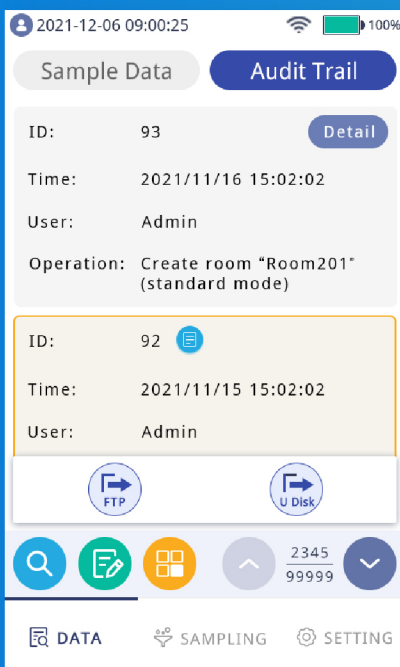 2021-12-06 09:00:25 100%
Sample Data Audit Trail
ID: 93 Detail
Time: 2021/11/16 15:02:02
User: Admin
Operation: Create room “Room201"
(standard mode)
ID: 92
Time: 2021/11/15 15:02:02
User: Admin
FTP U Disk
2345
99999
DATA SAMPLING SETTING